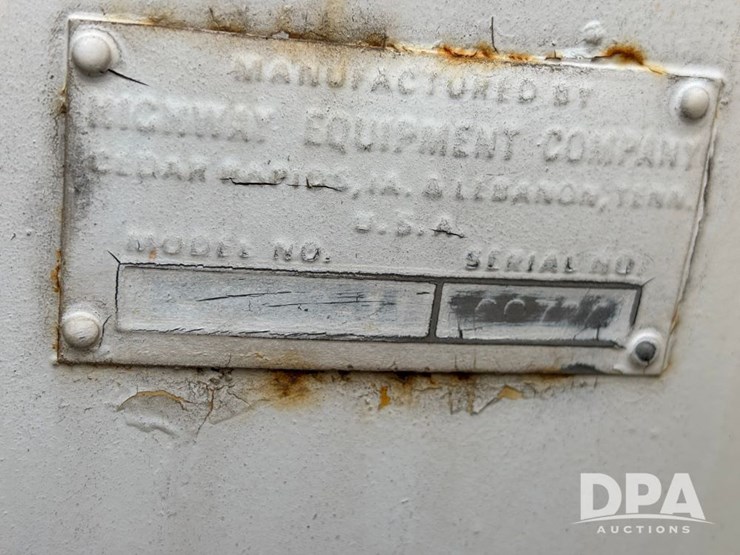 MANUFACTURED BY
HIGHWAY EQUIPMENT COMPANY
CEDAR RAPIDS, IA. & LEBANON, TENN.
U.S.A.
MODEL NO. SERIAL NO.
DPA
AUCTIONS